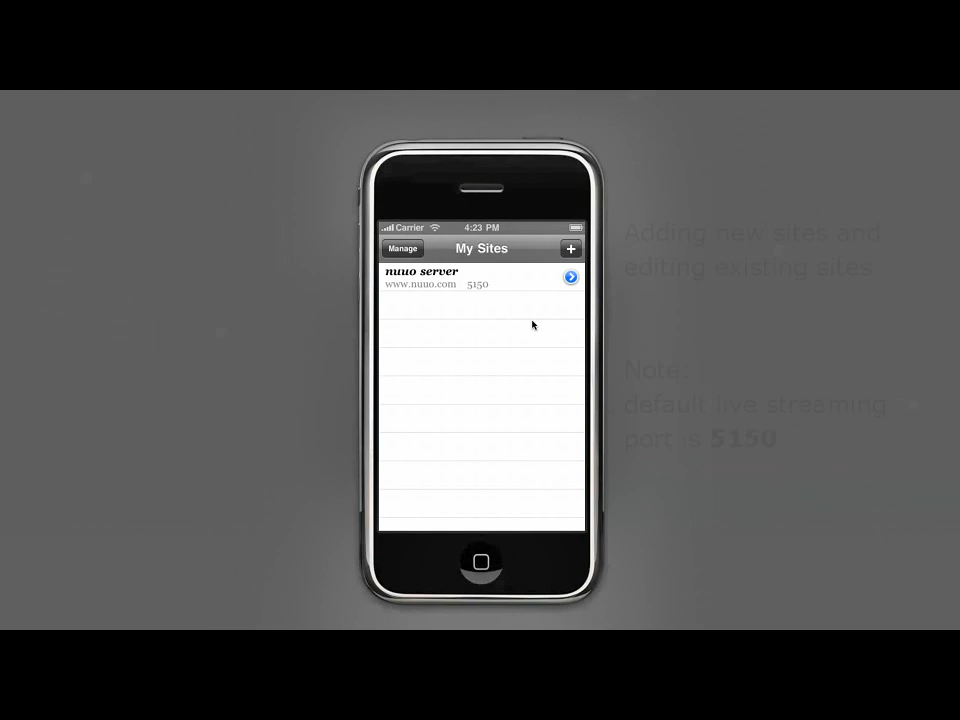 Carrier 4:23 PM
Manage My Sites +
nuuo server
www.nuuo.com 5150
Adding new sites and
editing existing sites
Note:
default live streaming
port is 5150